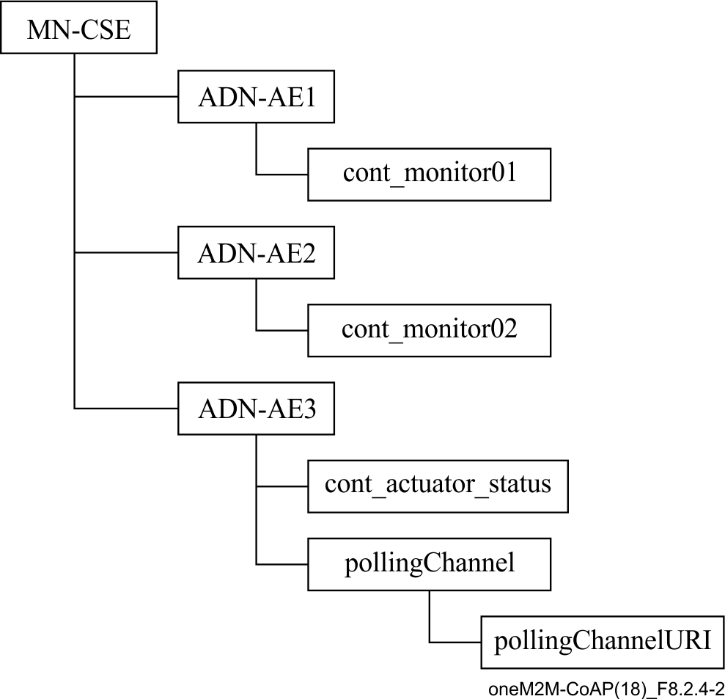 MN-CSE
ADN-AE1
cont_monitor01
ADN-AE2
cont_monitor02
ADN-AE3
cont_actuator_status
pollingChannel
pollingChannelURI
oneM2M-CoAP(18)_F8.2.4-2